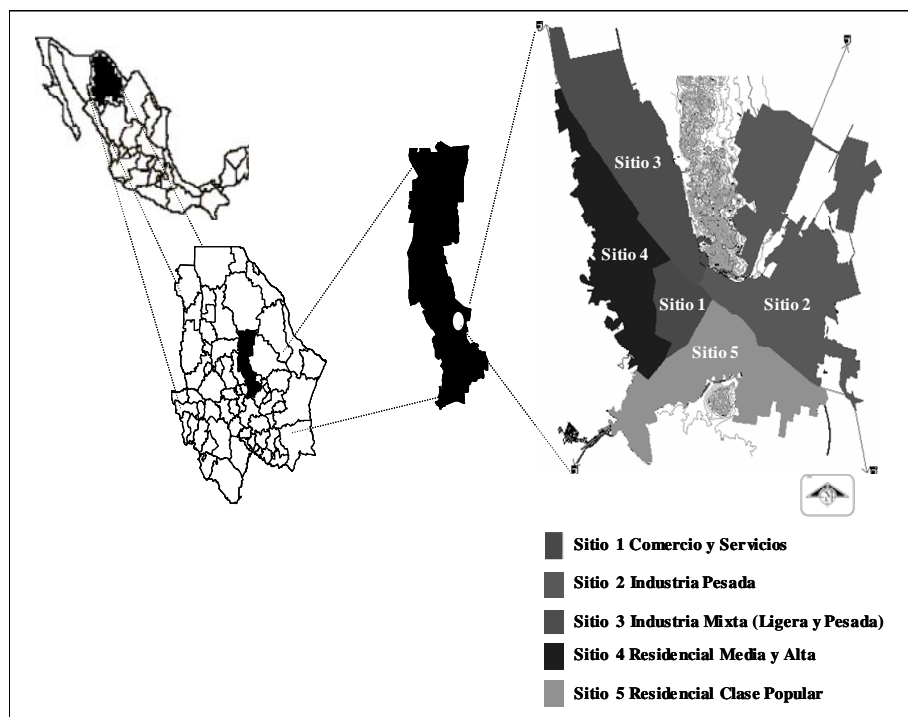 Sitio 3
Sitio 4
Sitio 1
Sitio 2
Sitio 5
Sitio 1 Comercio y Servicios
Sitio 2 Industria Pesada
Sitio 3 Industria Mixta (Ligera y Pesada)
Sitio 4 Residencial Media y Alta
Sitio 5 Residencial Clase Popular